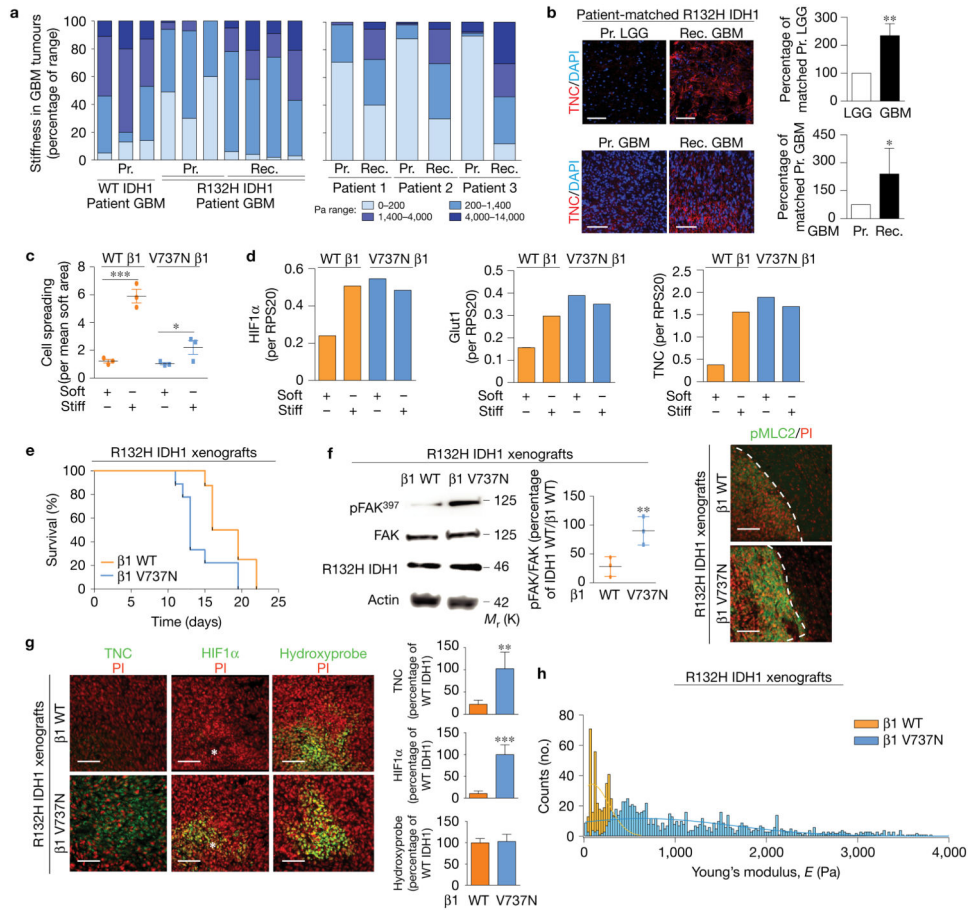 a
Stiffness in GBM tumours
(percentage of range)
100
80
60
40
20
0
Pr.
Pr.
Rec.
WT IDH1
Patient GBM
R132H IDH1
Patient GBM
Pr. Rec. Pr. Rec. Pr. Rec.
Patient 1 Patient 2 Patient 3
Pa range:
0–200
200–1,400
1,400–4,000
4,000–14,000
b
Patient-matched R132H IDH1
Pr. LGG Rec. GBM
TNC/DAPI
Pr. GBM Rec. GBM
TNC/DAPI
Percentage of
matched Pr. LGG
300
200
100
0
**
LGG GBM
Percentage of
matched Pr. GBM
450
300
150
0
*
GBM Pr. Rec.
c
WT β1 V737N β1
Cell spreading
(per mean soft area)
8
6
4
2
0
***
*
Soft + – + –
Stiff – + – +
d
WT β1 V737N β1
HIF1α
(per RPS20)
0.6
0.4
0.2
0
Soft + – + –
Stiff – + – +
WT β1 V737N β1
Glut1
(per RPS20)
0.5
0.4
0.3
0.2
0.1
0
Soft + – + –
Stiff – + – +
WT β1 V737N β1
TNC (per RPS20)
2.5
2.0
1.5
1.0
0.5
0
Soft + – + –
Stiff – + – +
e
R132H IDH1 xenografts
Survival (%)
100
80
60
40
20
0
β1 WT
β1 V737N
0 5 10 15 20 25
Time (days)
f
R132H IDH1 xenografts
β1 WT β1 V737N
pFAK397 – 125
FAK – 125
R132H IDH1 – 46
Actin – 42
Mr (K)
pFAK/FAK (percentage
of IDH1 WT/β1 WT)
150
100
50
0
**
β1 WT V737N
pMLC2/PI
R132H IDH1 xenografts
β1 WT
β1 V737N
g
TNC
PI
HIF1α
PI
Hydroxyprobe
PI
R132H IDH1 xenografts
β1 WT
β1 V737N
*
*
TNC
(percentage of
WT IDH1)
150
100
50
0
**
HIF1α
(percentage of
WT IDH1)
150
100
50
0
***
Hydroxyprobe
(percentage of
WT IDH1)
150
100
50
0
β1 WT V737N
h
R132H IDH1 xenografts
Counts (no.)
80
60
40
20
0
β1 WT
β1 V737N
0 1,000 2,000 3,000 4,000
Young's modulus, E (Pa)